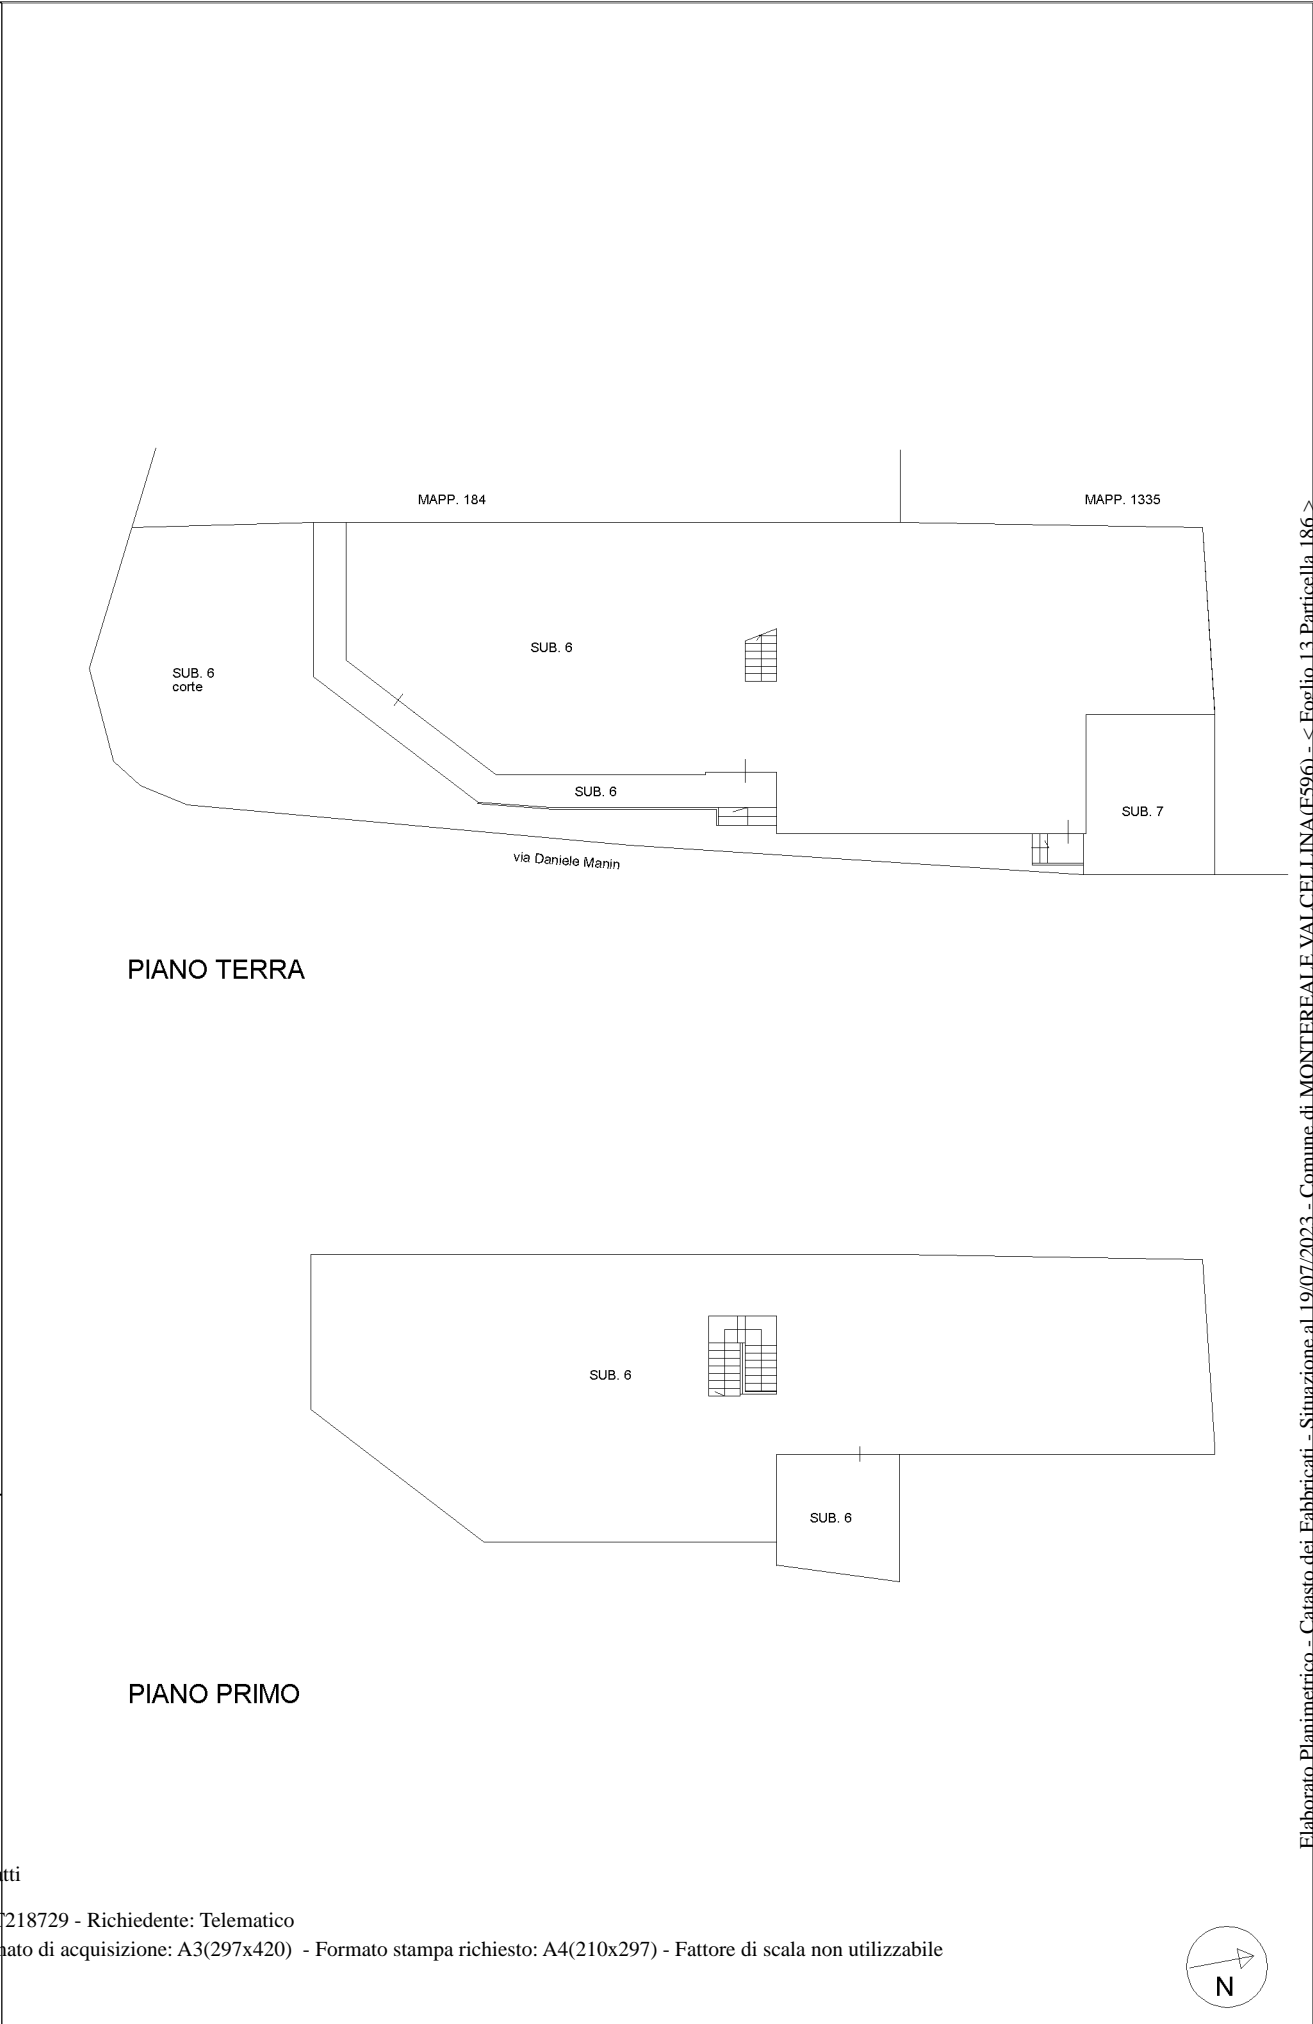 MAPP. 184
MAPP. 1335
SUB. 6
SUB. 6
corte
SUB. 6
SUB. 7
via Daniele Manin
PIANO TERRA
SUB. 6
SUB. 6
PIANO PRIMO
Elaborato Planimetrico - Catasto dei Fabbricati - Situazione al 19/07/2023 - Comune di MONTEREALE VALCELLINA(F596) - < Foglio 13 Particella 186 >
T218729 - Richiedente: Telematico
di acquisizione: A3(297x420) - Formato stampa richiesto: A4(210x297) - Fattore di scala non utilizzabile
N